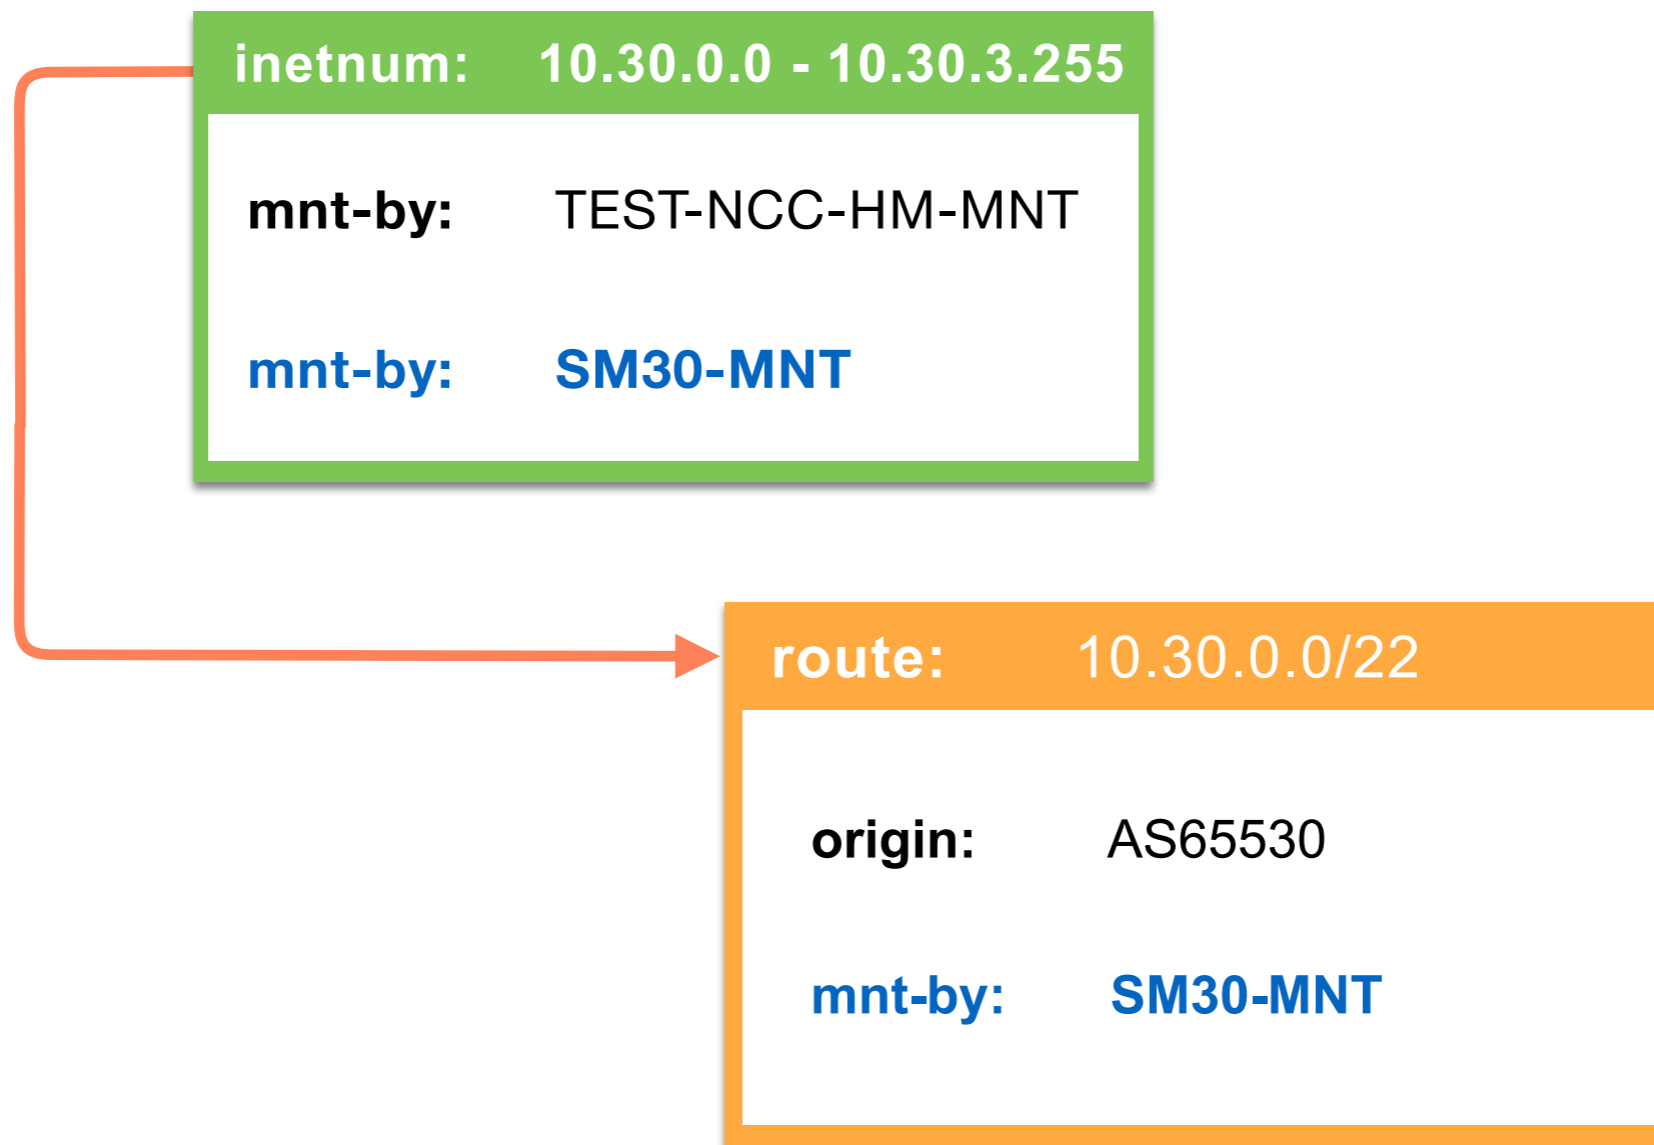 inetnum: 10.30.0.0 - 10.30.3.255
mnt-by: TEST-NCC-HM-MNT
mnt-by: SM30-MNT
route: 10.30.0.0/22
origin: AS65530
mnt-by: SM30-MNT